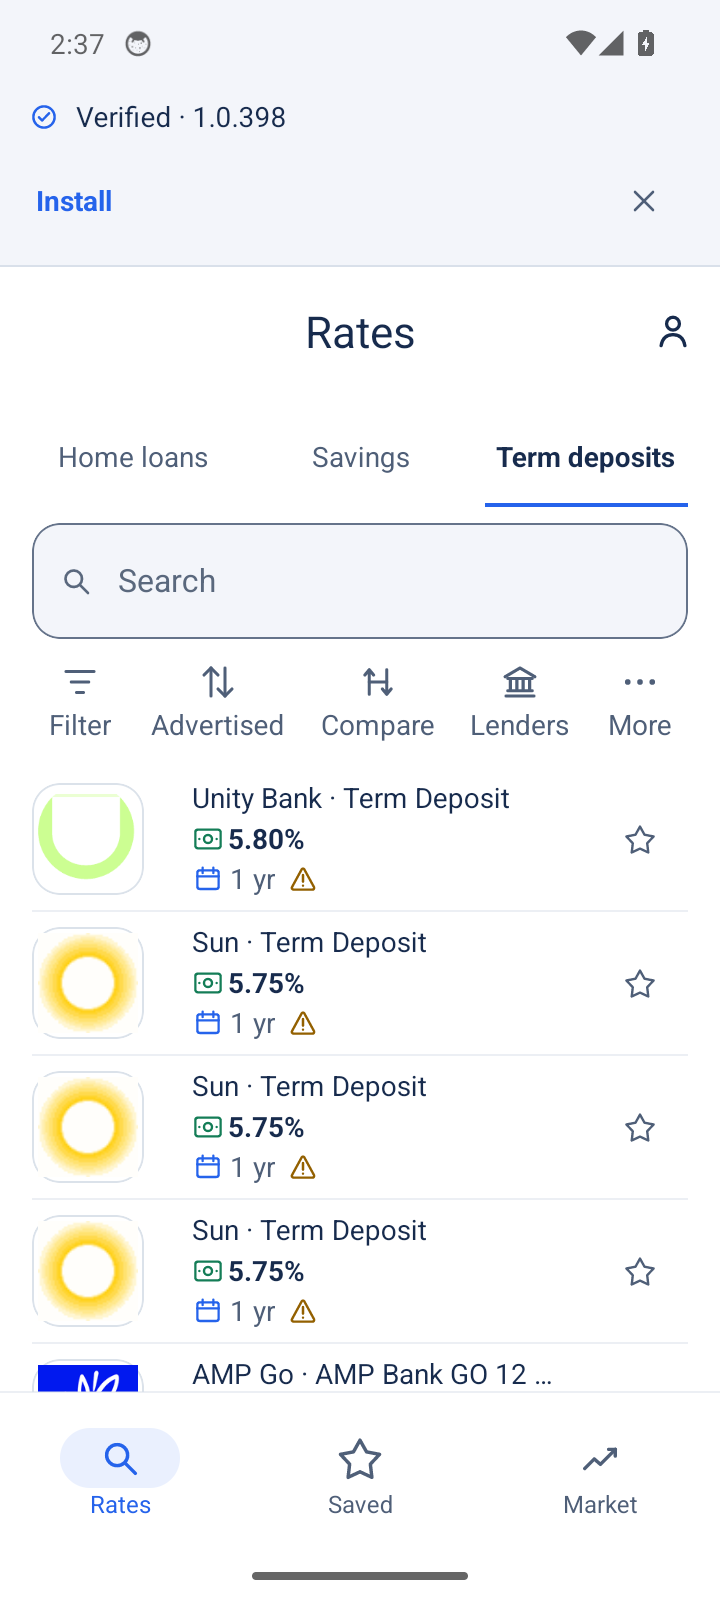 2:37
Verified · 1.0.398
Install
Rates
Home loans
Savings
Term deposits
Search
Filter
Advertised
Compare
Lenders
More
Unity Bank · Term Deposit
5.80%
1 yr
Sun · Term Deposit
5.75%
1 yr
Sun · Term Deposit
5.75%
1 yr
Sun · Term Deposit
5.75%
1 yr
AMP Go · AMP Bank GO 12 ...
Rates
Saved
Market